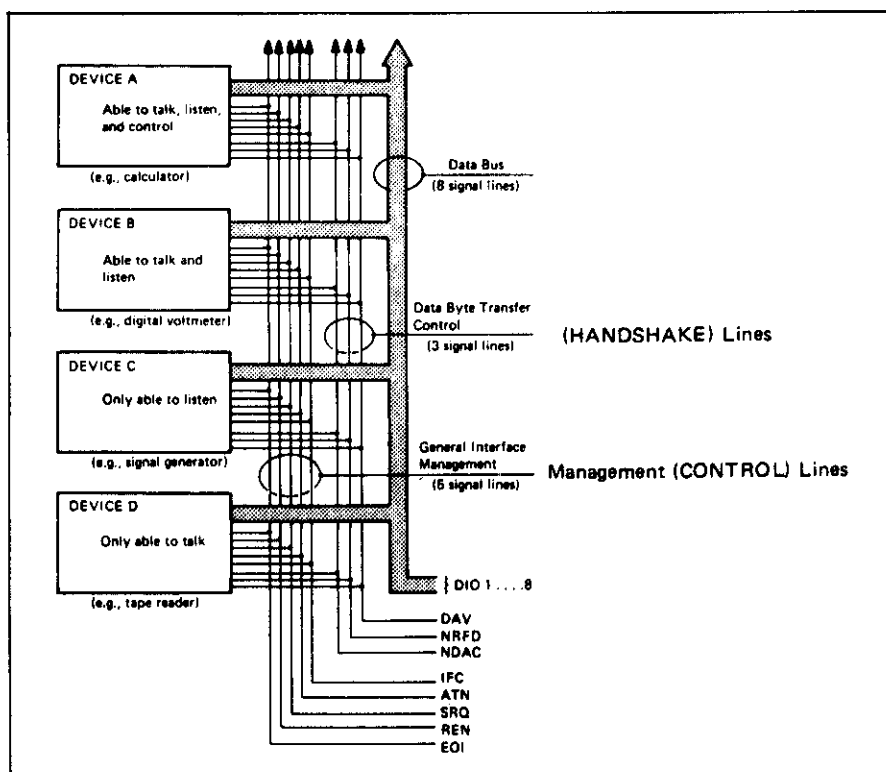 DEVICE A
Able to talk, listen,
and control
(e.g., calculator)
Data Bus
(8 signal lines)
DEVICE B
Able to talk and
listen
(e.g., digital voltmeter)
Data Byte Transfer
Control
(3 signal lines)
(HANDSHAKE) Lines
DEVICE C
Only able to listen
(e.g., signal generator)
General Interface
Management
(5 signal lines)
Management (CONTROL) Lines
DEVICE D
Only able to talk
(e.g., tape reader)
DIO 1 . . . . 8
DAV
NRFD
NDAC
IFC
ATN
SRQ
REN
EOI